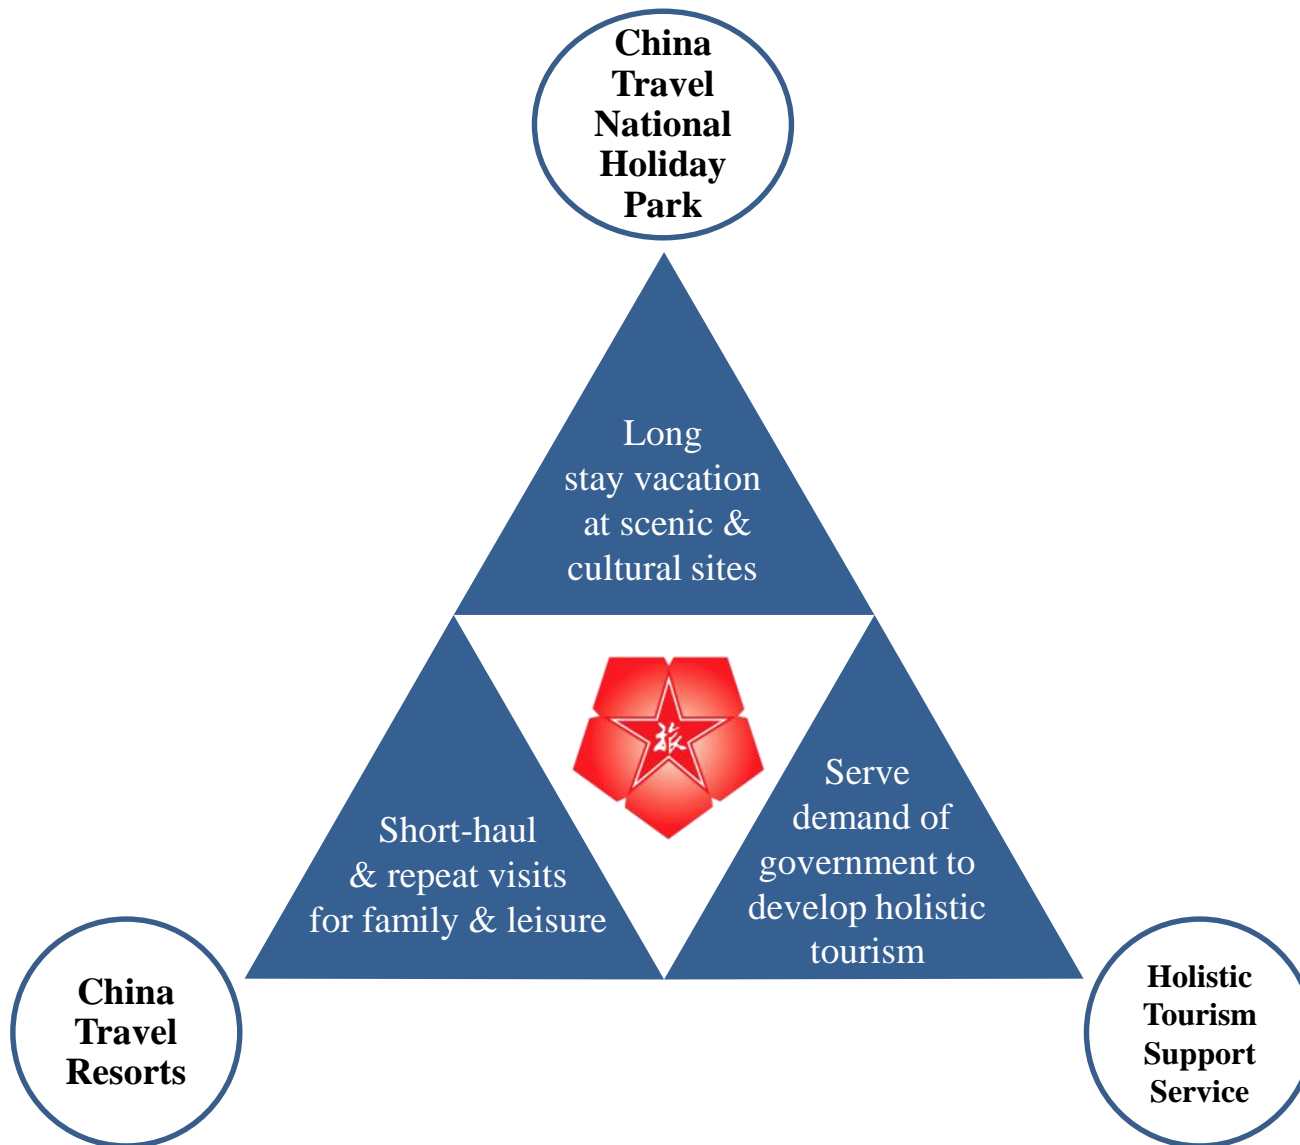 China
Travel
National
Holiday
Park
Long
stay vacation
at scenic &
cultural sites
旅
Short-haul
& repeat visits
for family & leisure
Serve
demand of
government to
develop holistic
tourism
China
Travel
Resorts
Holistic
Tourism
Support
Service